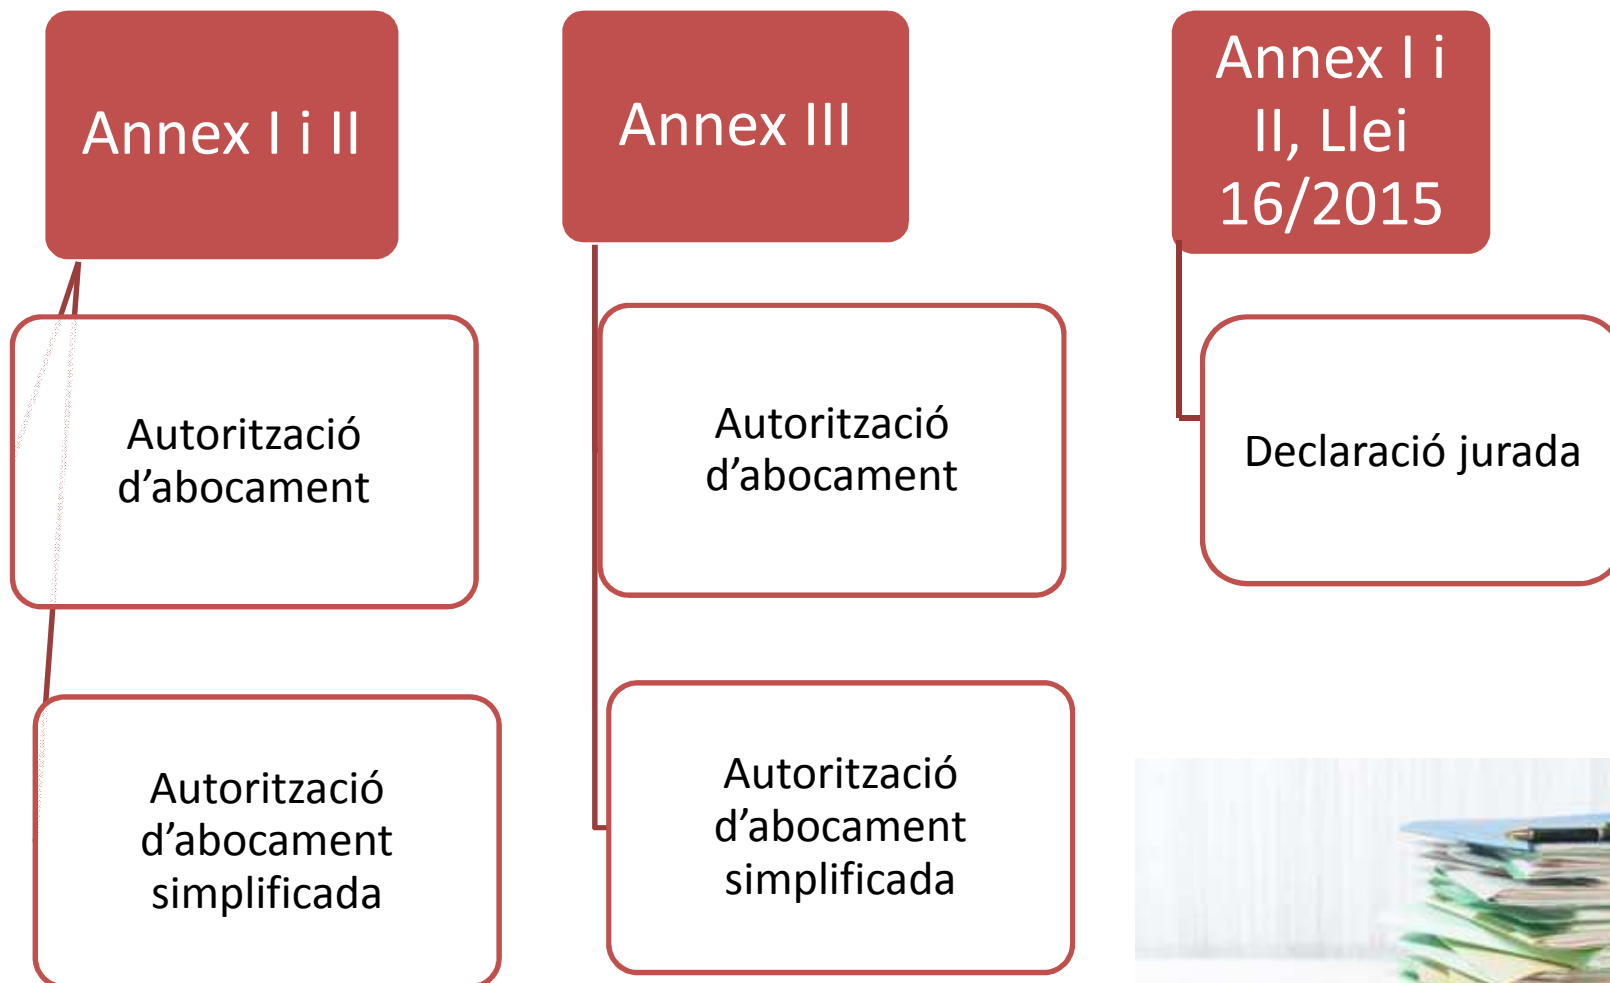 Annex I i II
Autorització
d’abocament
Autorització
d’abocament
simplificada
Annex III
Autorització
d’abocament
Autorització
d’abocament
simplificada
Annex I i
II, Llei
16/2015
Declaració jurada